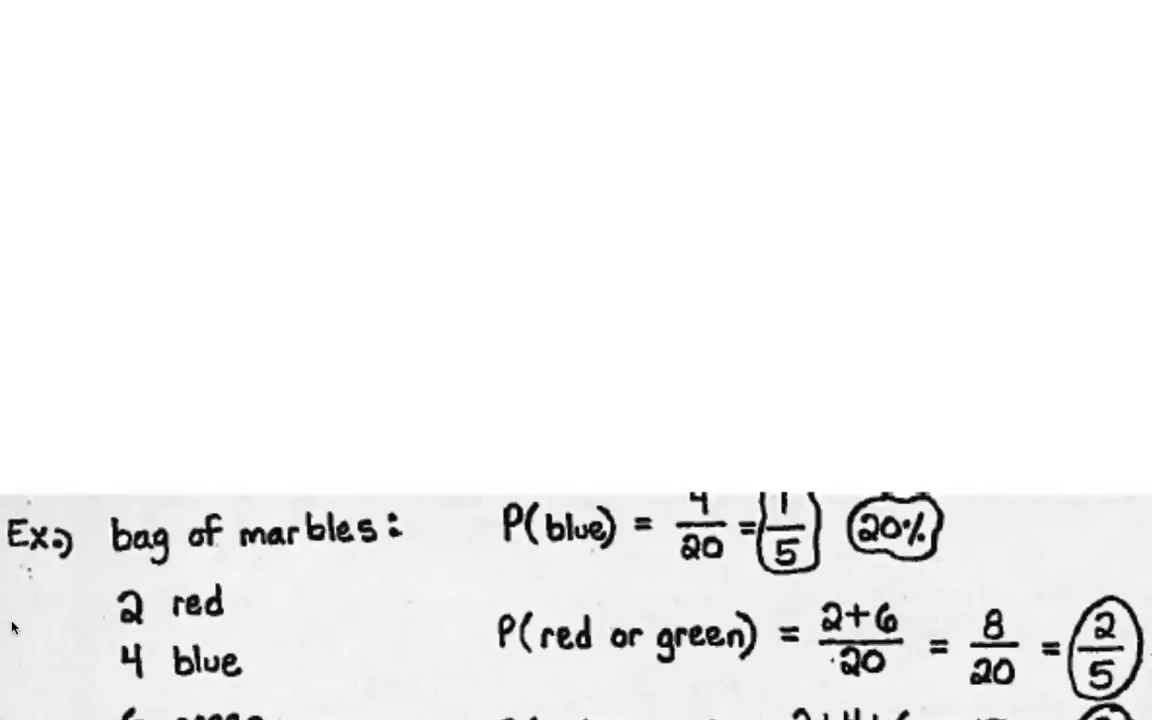 Ex:) bag of marbles:
2 red
4 blue
P(blue) = 4/20 = 1/5 20%
P(red or green) = 2+6/20 = 8/20 = 2/5